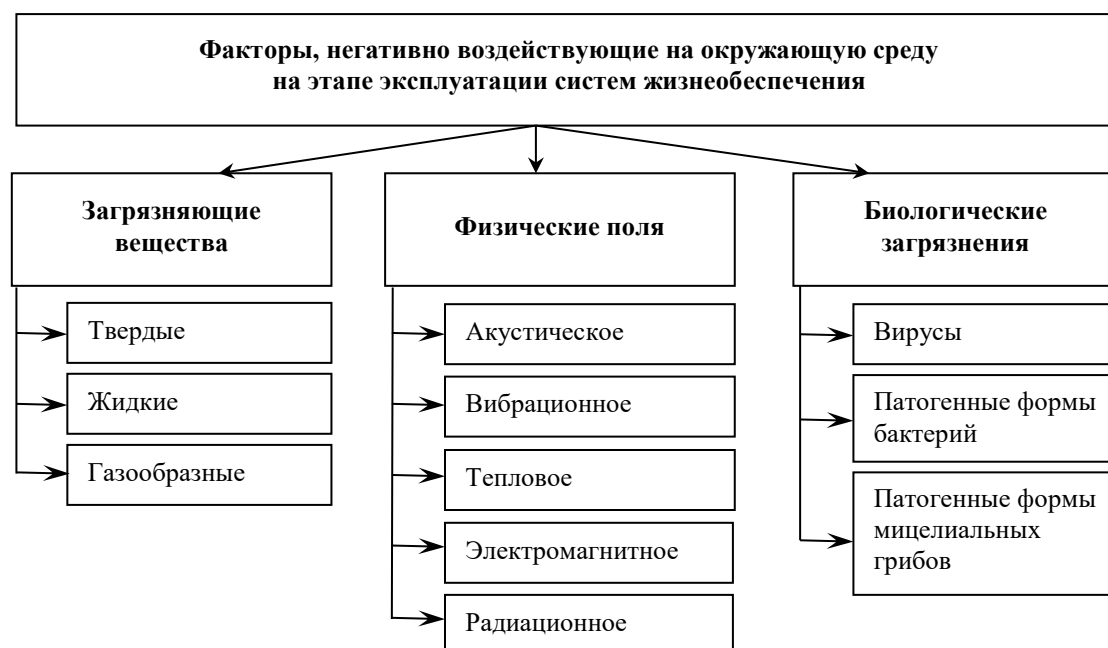 Факторы, негативно воздействующие на окружающую среду
на этапе эксплуатации систем жизнеобеспечения
Загрязняющие
вещества
Твердые
Жидкие
Газообразные
Физические поля
Акустическое
Вибрационное
Тепловое
Электромагнитное
Радиационное
Биологические
загрязнения
Вирусы
Патогенные формы
бактерий
Патогенные формы
мицелиальных
грибов